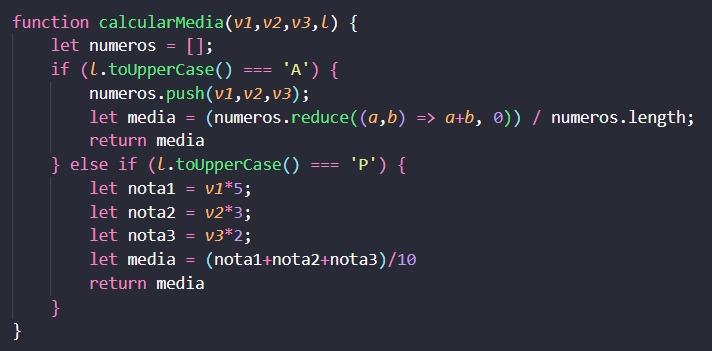 function calcularMedia(v1,v2,v3,l) {
    let numeros = [];
    if (l.toUpperCase() === 'A') {
        numeros.push(v1,v2,v3);
        let media = (numeros.reduce((a,b) => a+b, 0)) / numeros.length;
        return media
    } else if (l.toUpperCase() === 'P') {
        let nota1 = v1*5;
        let nota2 = v2*3;
        let nota3 = v3*2;
        let media = (nota1+nota2+nota3)/10
        return media
    }
}